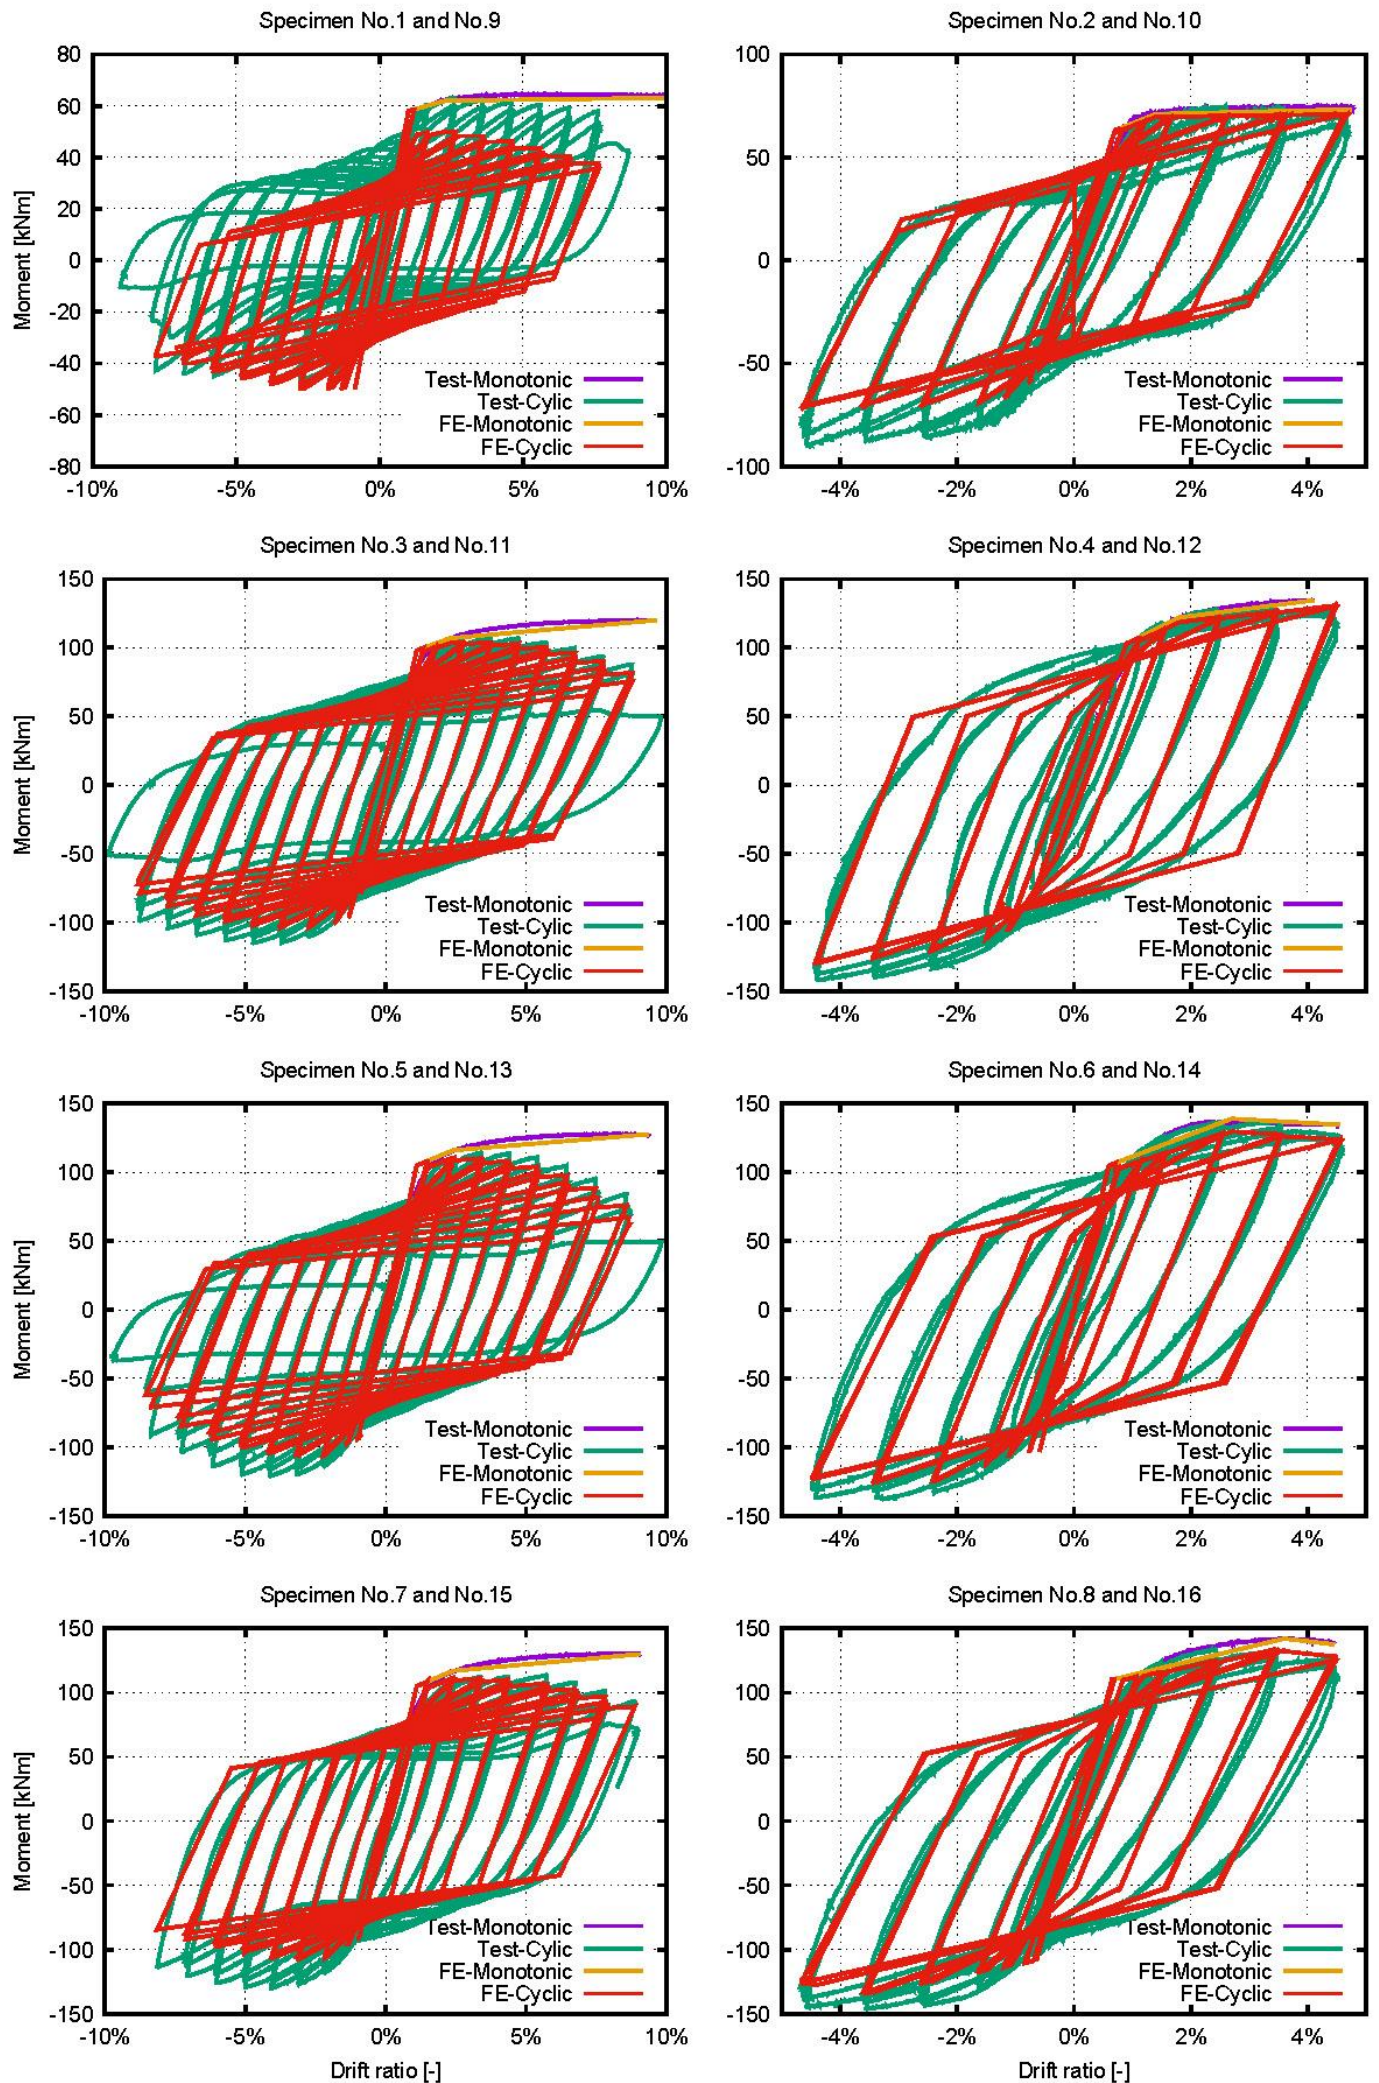 Specimen No.1 and No.9
80
60
40
20
0
-20
-40
-60
-80
Moment [kNm]
-10% -5% 0% 5% 10%
Test-Monotonic
Test-Cylic
FE-Monotonic
FE-Cyclic
Specimen No.2 and No.10
100
50
0
-50
-100
-4% -2% 0% 2% 4%
Test-Monotonic
Test-Cylic
FE-Monotonic
FE-Cyclic
Specimen No.3 and No.11
150
100
50
0
-50
-100
-150
Moment [kNm]
-10% -5% 0% 5% 10%
Test-Monotonic
Test-Cylic
FE-Monotonic
FE-Cyclic
Specimen No.4 and No.12
150
100
50
0
-50
-100
-150
-4% -2% 0% 2% 4%
Test-Monotonic
Test-Cylic
FE-Monotonic
FE-Cyclic
Specimen No.5 and No.13
150
100
50
0
-50
-100
-150
Moment [kNm]
-10% -5% 0% 5% 10%
Test-Monotonic
Test-Cylic
FE-Monotonic
FE-Cyclic
Specimen No.6 and No.14
150
100
50
0
-50
-100
-150
-4% -2% 0% 2% 4%
Test-Monotonic
Test-Cylic
FE-Monotonic
FE-Cyclic
Specimen No.7 and No.15
150
100
50
0
-50
-100
-150
Moment [kNm]
-10% -5% 0% 5% 10%
Drift ratio [-]
Test-Monotonic
Test-Cylic
FE-Monotonic
FE-Cyclic
Specimen No.8 and No.16
150
100
50
0
-50
-100
-150
-4% -2% 0% 2% 4%
Drift ratio [-]
Test-Monotonic
Test-Cylic
FE-Monotonic
FE-Cyclic